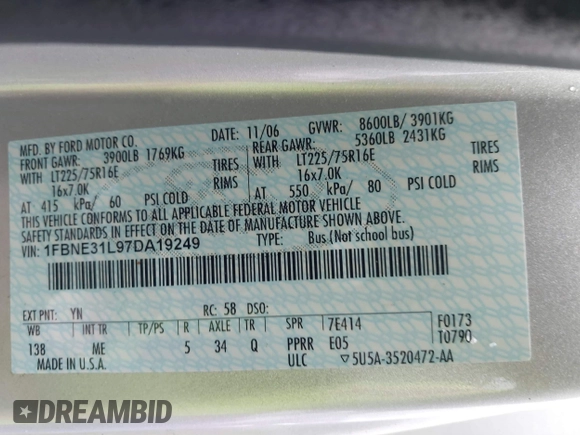 MFD. BY FORD MOTOR CO. DATE: 11/06 GVWR: 8600LB/ 3901KG
FRONT GAWR: 3900LB 1769KG REAR GAWR: 5360LB 2431KG
WITH LT225/75R16E TIRES WITH LT225/75R16E TIRES
16x7.0K RIMS 16x7.0K RIMS
AT 415 kPa/ 60 PSI COLD AT 550 kPa/ 80 PSI COLD
THIS VEHICLE CONFORMS TO ALL APPLICABLE FEDERAL MOTOR VEHICLE
SAFETY STANDARDS IN EFFECT ON THE DATE OF MANUFACTURE SHOWN ABOVE.
VIN: 1FBNE31L97DA19249 TYPE: Bus (Not school bus)
EXT PNT: YN RC: 58 DSO:
WB INT TR TP/PS R AXLE TR SPR 7E414 F0173
138 ME 5 34 Q PPRR E05 T0790
MADE IN U.S.A. ULC ▽5U5A-3520472-AA
DREAMBID